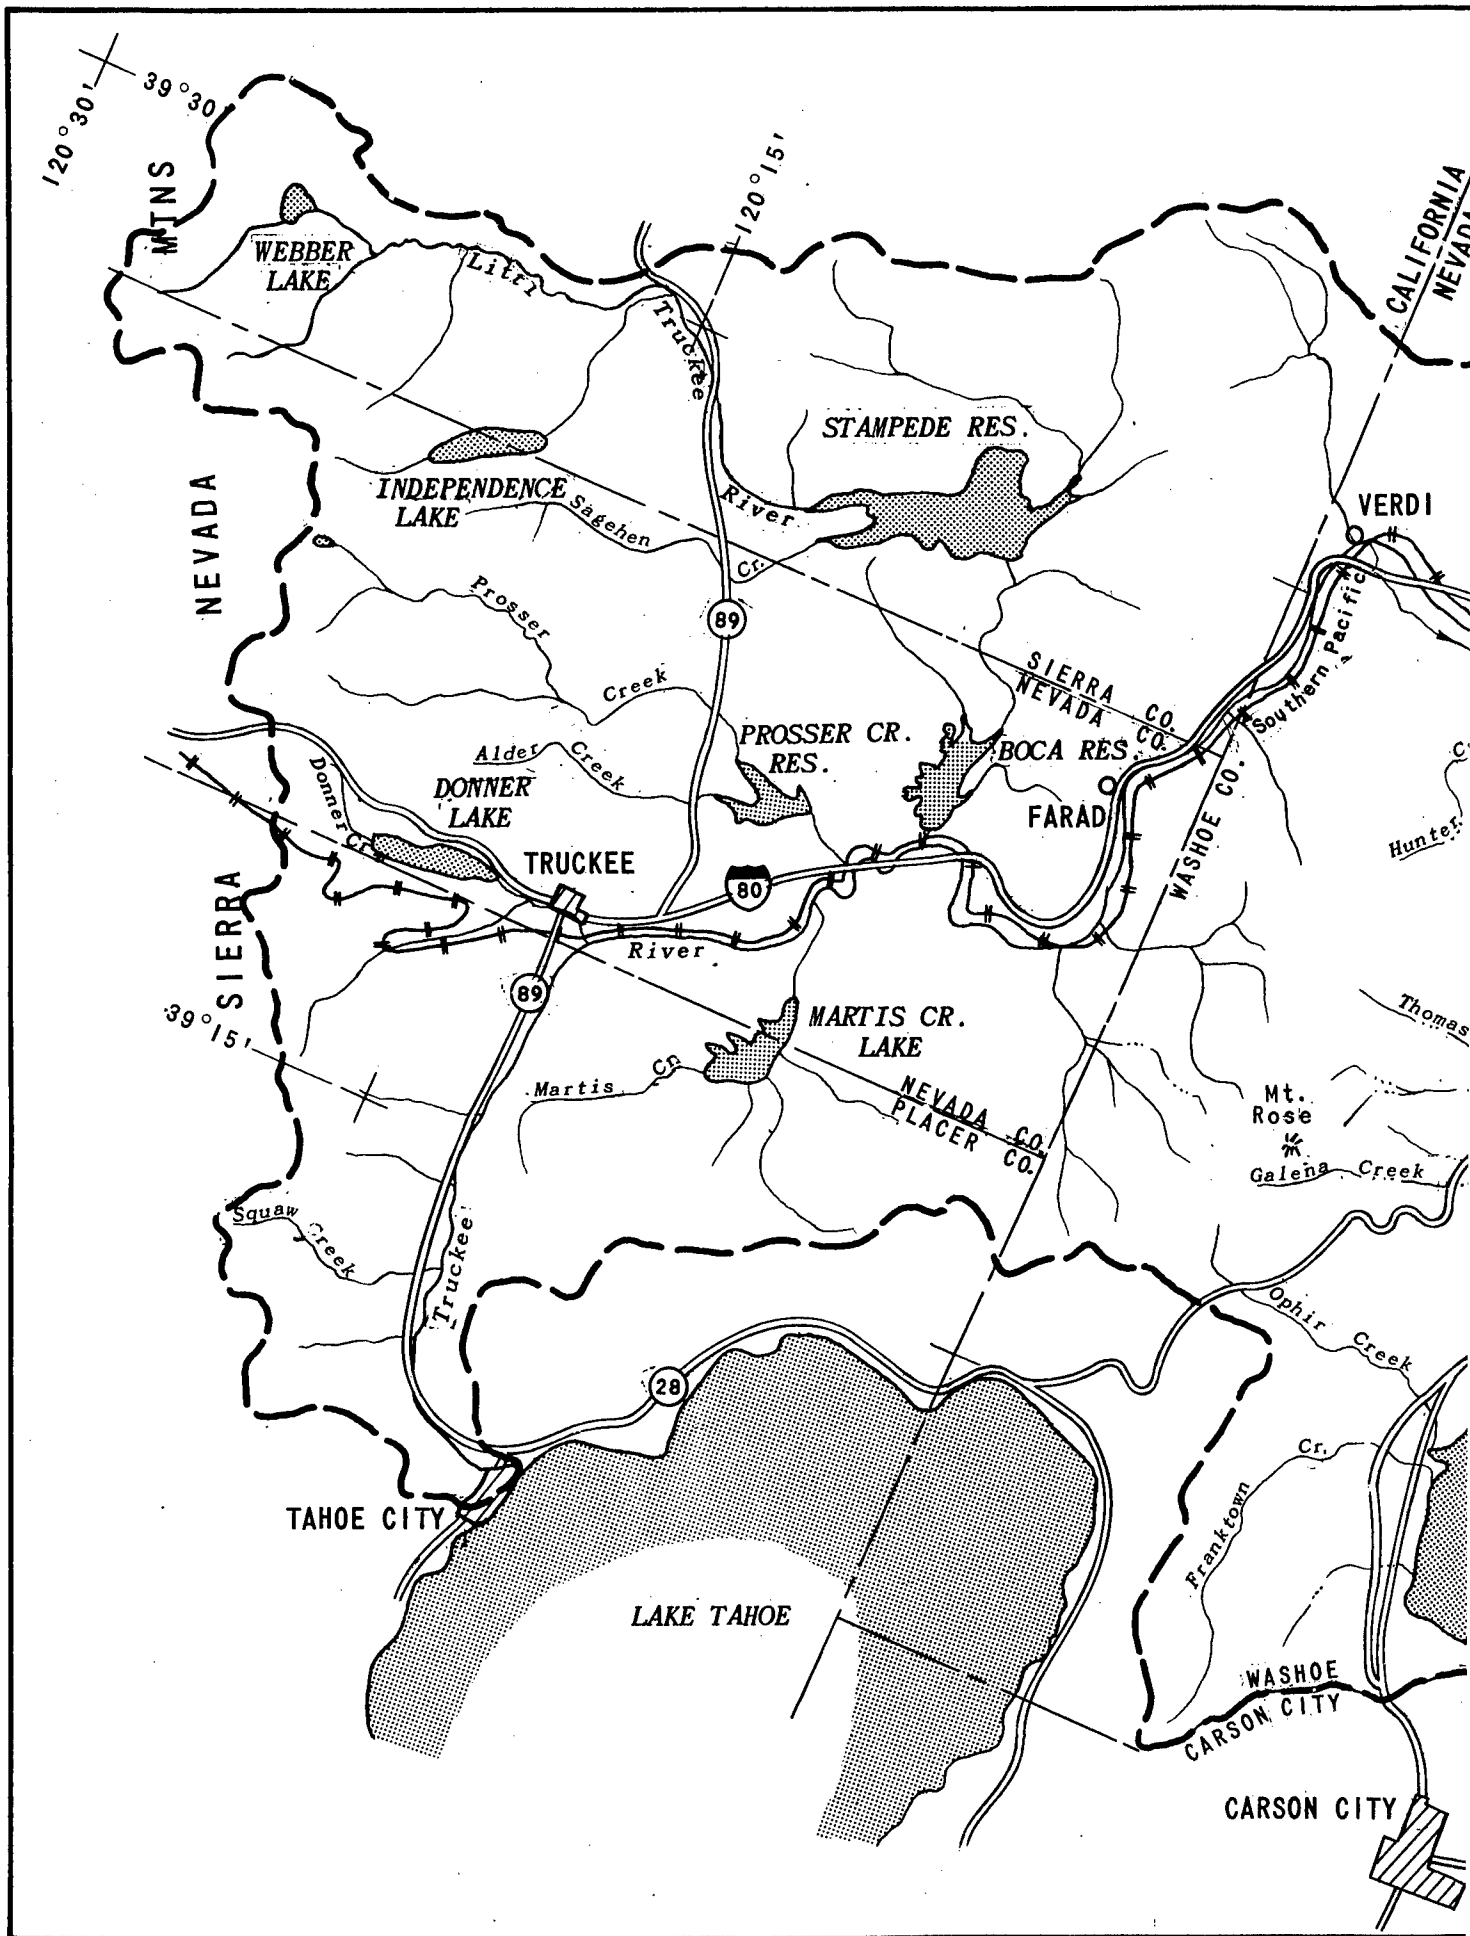 39°30'
120°30'
120°15'
MTNS
CALIFORNIA
NEVADA
WEBBER
LAKE
Litrl
Truckee
STAMPEDE RES.
INDEPENDENCE
LAKE
River
Sagehen
Cr.
VERDI
NEVADA
Prosser
Creek
89
Southern Pacific
SIERRA CO.
NEVADA CO.
PROSSER CR.
RES.
BOCA RES.
Alder Creek
Donner Cr.
DONNER
LAKE
FARAD
WASHOE CO.
Hunter
TRUCKEE
80
SIERRA
River
89
39°15'
MARTIS CR.
LAKE
Thomas
Martis Cr.
NEVADA CO.
PLACER CO.
Mt.
Rose
Galena Creek
Squaw Creek
Truckee
Ophir Creek
28
Cr.
Franktown
TAHOE CITY
LAKE TAHOE
WASHOE
CARSON CITY
CARSON CITY